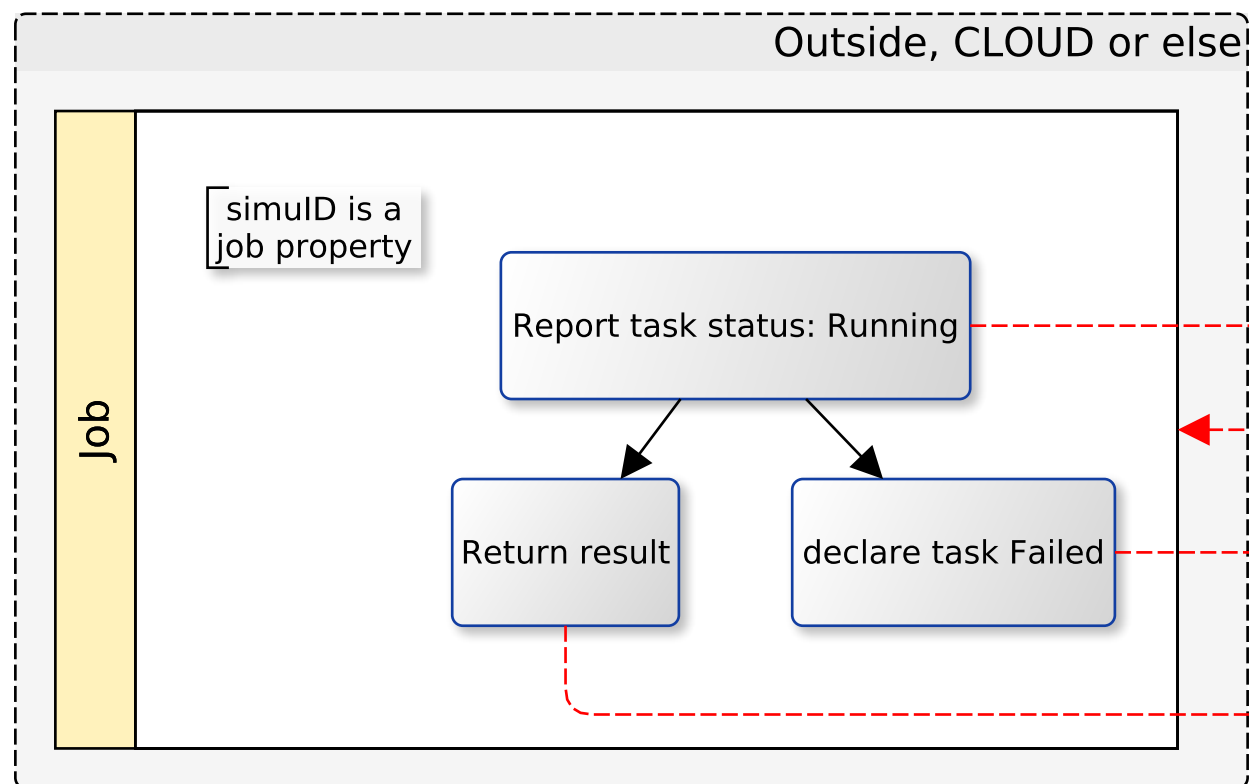 Outside, CLOUD or else
simuID is a
job property
Report task status: Running
Job
Return result
declare task Failed